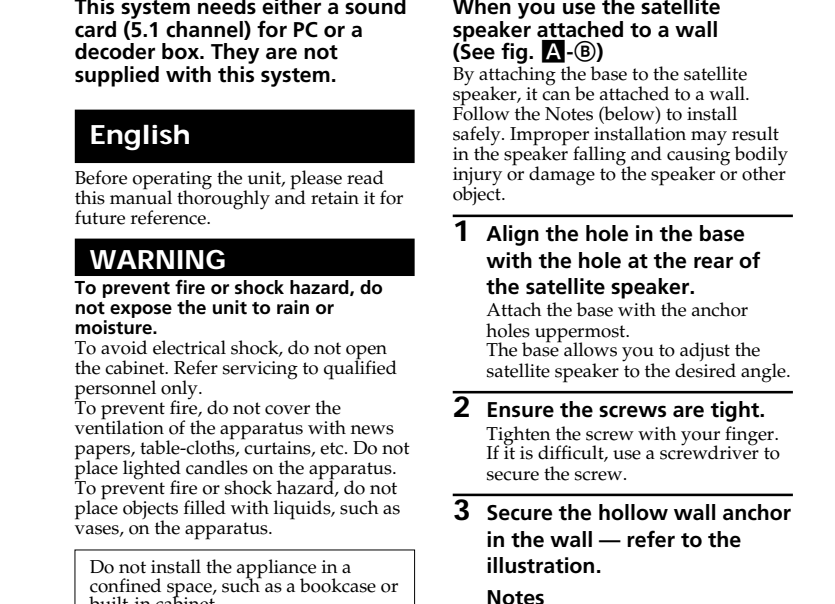 This system needs either a sound
card (5.1 channel) for PC or a
decoder box. They are not
supplied with this system.
English
Before operating the unit, please read
this manual thoroughly and retain it for
future reference.
WARNING
To prevent fire or shock hazard, do
not expose the unit to rain or
moisture.
To avoid electrical shock, do not open
the cabinet. Refer servicing to qualified
personnel only.
To prevent fire, do not cover the
ventilation of the apparatus with news
papers, table-cloths, curtains, etc. Do not
place lighted candles on the apparatus.
To prevent fire or shock hazard, do not
place objects filled with liquids, such as
vases, on the apparatus.
Do not install the appliance in a
confined space, such as a bookcase or
built-in cabinet.
When you use the satellite
speaker attached to a wall
(See fig. A-Ⓑ)
By attaching the base to the satellite
speaker, it can be attached to a wall.
Follow the Notes (below) to install
safely. Improper installation may result
in the speaker falling and causing bodily
injury or damage to the speaker or other
object.
1 Align the hole in the base
with the hole at the rear of
the satellite speaker.
Attach the base with the anchor
holes uppermost.
The base allows you to adjust the
satellite speaker to the desired angle.
2 Ensure the screws are tight.
Tighten the screw with your finger.
If it is difficult, use a screwdriver to
secure the screw.
3 Secure the hollow wall anchor
in the wall — refer to the
illustration.
Notes